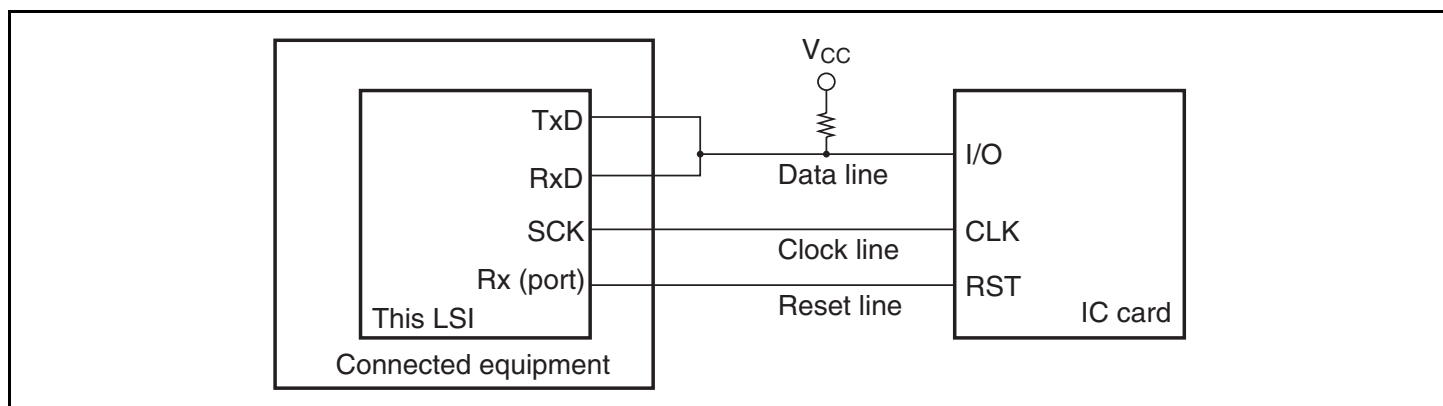 V_CC
TxD
I/O
Data line
RxD
SCK
CLK
Clock line
Rx (port)
RST
Reset line
This LSI
IC card
Connected equipment